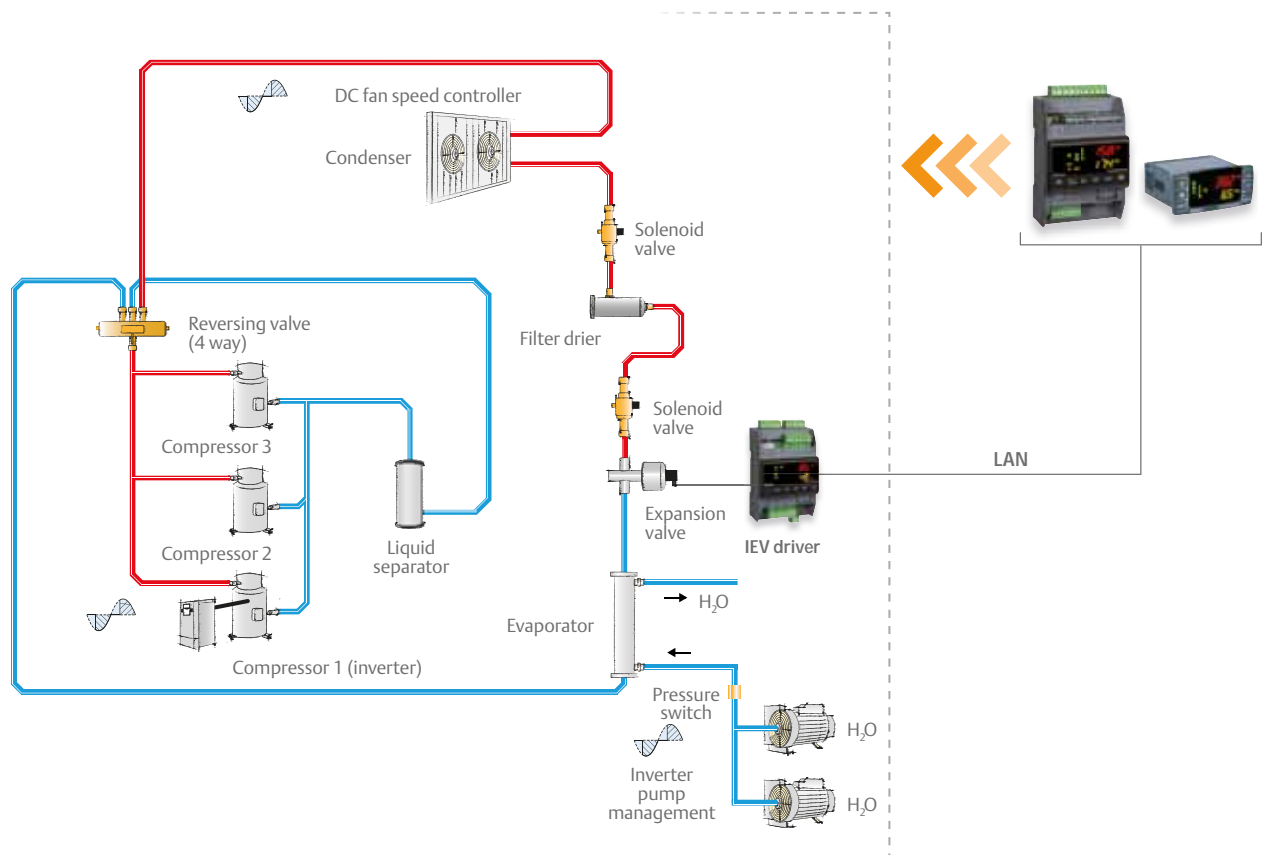 DC fan speed controller
Condenser
Solenoid
valve
Reversing valve
(4 way)
Filter drier
Compressor 3
Solenoid
valve
LAN
Expansion
valve
IEV driver
Compressor 2
Liquid
separator
H₂O
Evaporator
Compressor 1 (inverter)
Pressure
switch
H₂O
Inverter
pump
management
H₂O